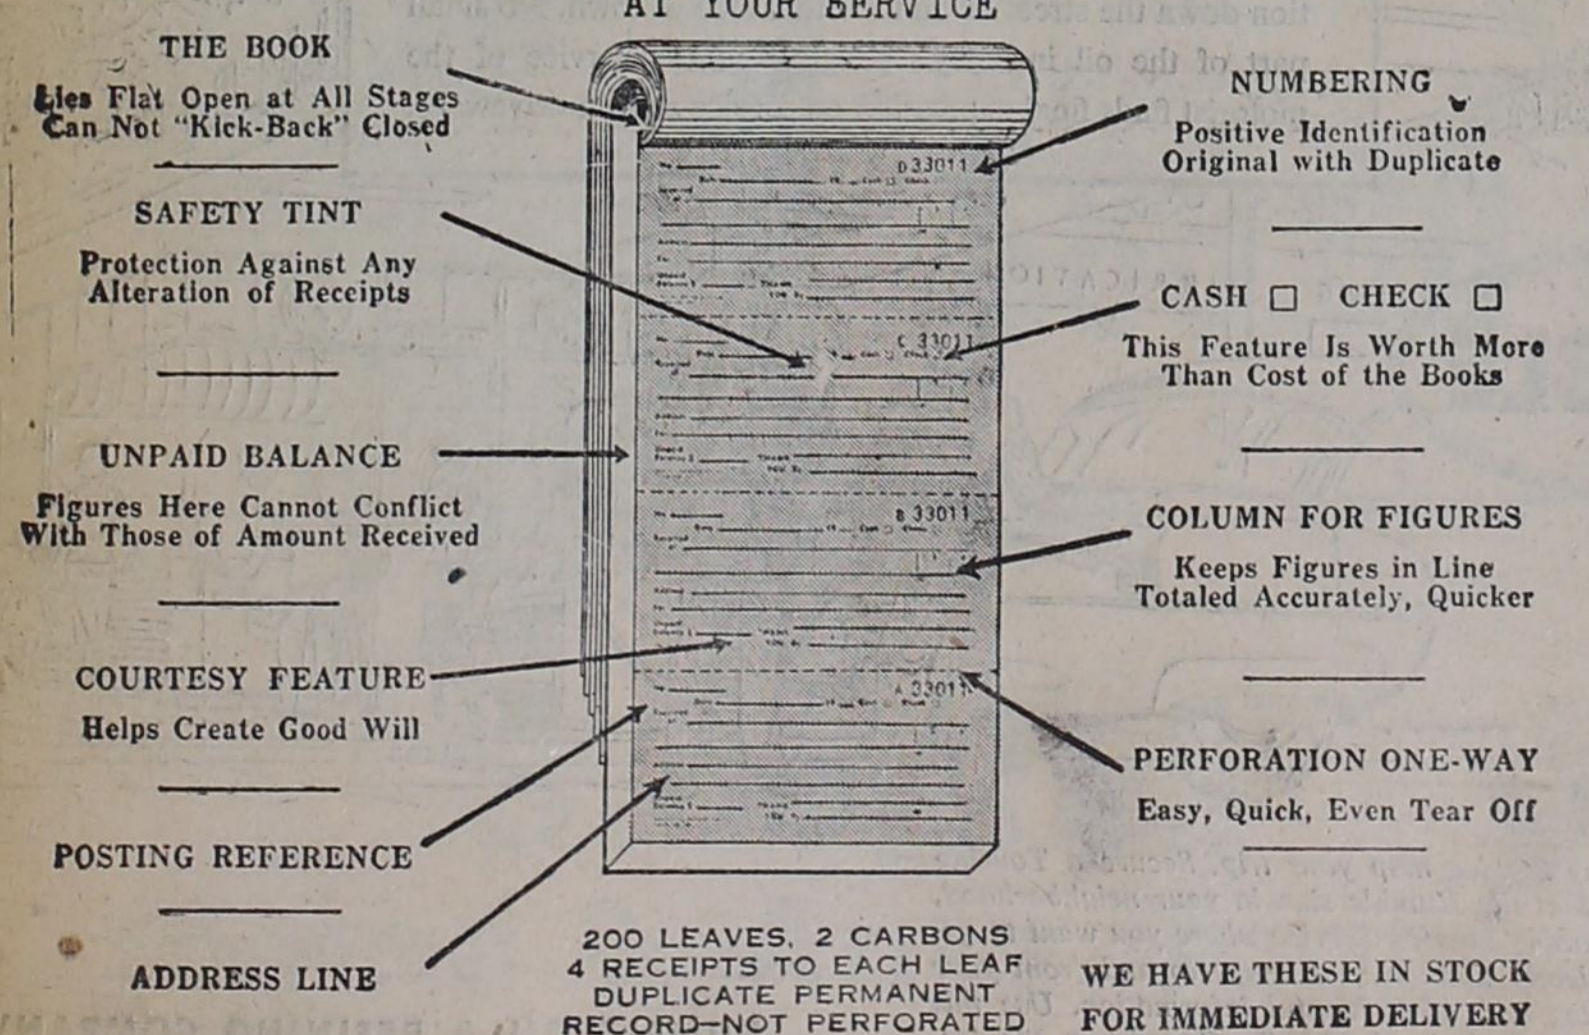 AT YOUR SERVICE
THE BOOK
Lies Flat Open at All Stages
Can Not "Kick-Back" Closed
SAFETY TINT
Protection Against Any
Alteration of Receipts
UNPAID BALANCE
Figures Here Cannot Conflict
With Those of Amount Received
COURTESY FEATURE
Helps Create Good Will
POSTING REFERENCE
ADDRESS LINE
D 33011
C 33011
B 33011
A 33011
200 LEAVES, 2 CARBONS
4 RECEIPTS TO EACH LEAF
DUPLICATE PERMANENT
RECORD—NOT PERFORATED
NUMBERING
Positive Identification
Original with Duplicate
CASH □ CHECK □
This Feature Is Worth More
Than Cost of the Books
COLUMN FOR FIGURES
Keeps Figures in Line
Totaled Accurately, Quicker
PERFORATION ONE-WAY
Easy, Quick, Even Tear Off
WE HAVE THESE IN STOCK
FOR IMMEDIATE DELIVERY